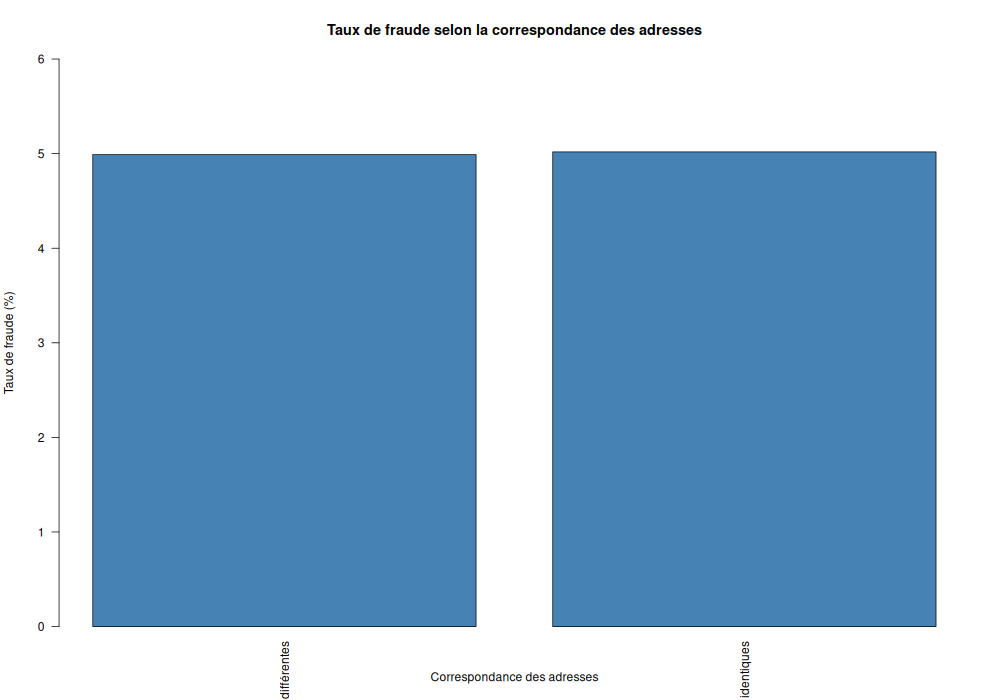 Taux de fraude selon la correspondance des adresses
6
5
4
3
2
1
0
Taux de fraude (%)
différentes
identiques
Correspondance des adresses